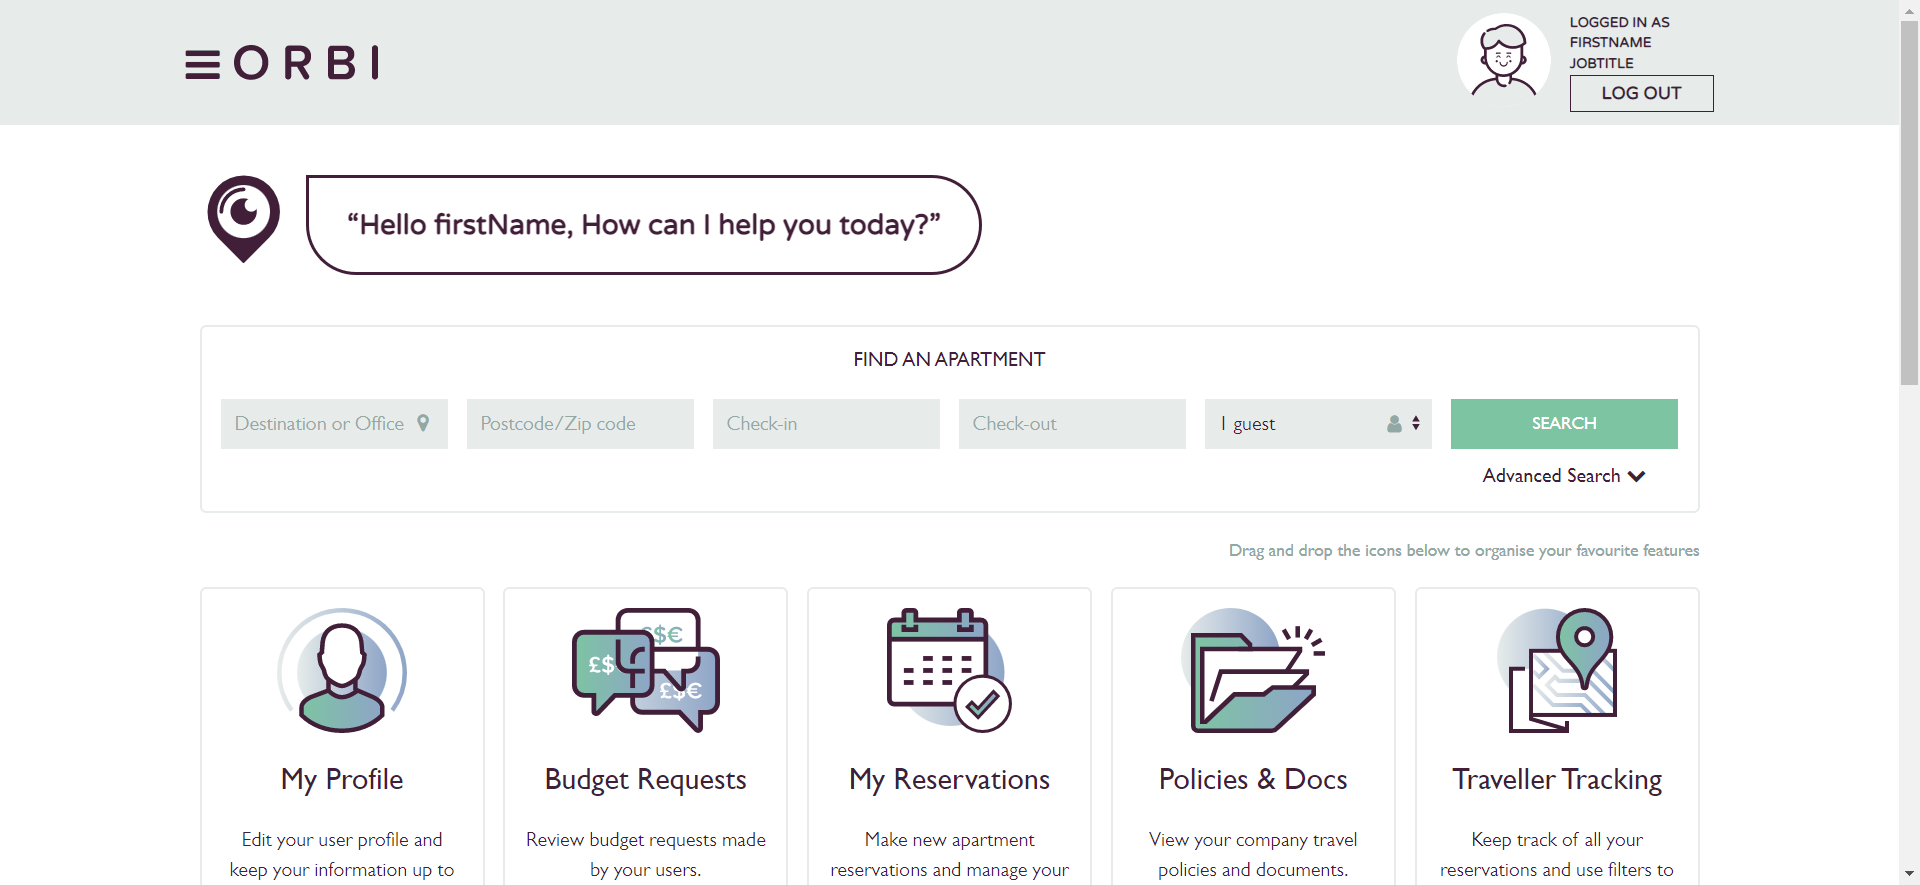 ORBI
LOGGED IN AS
FIRSTNAME
JOBTITLE
LOG OUT
“Hello firstName, How can I help you today?”
FIND AN APARTMENT
Destination or Office
Postcode/Zip code
Check-in
Check-out
1 guest
SEARCH
Advanced Search
Drag and drop the icons below to organise your favourite features
£$
$€
£$€
My Profile
Edit your user profile and
keep your information up to
Budget Requests
Review budget requests made
by your users.
My Reservations
Make new apartment
reservations and manage your
Policies & Docs
View your company travel
policies and documents.
Traveller Tracking
Keep track of all your
reservations and use filters to